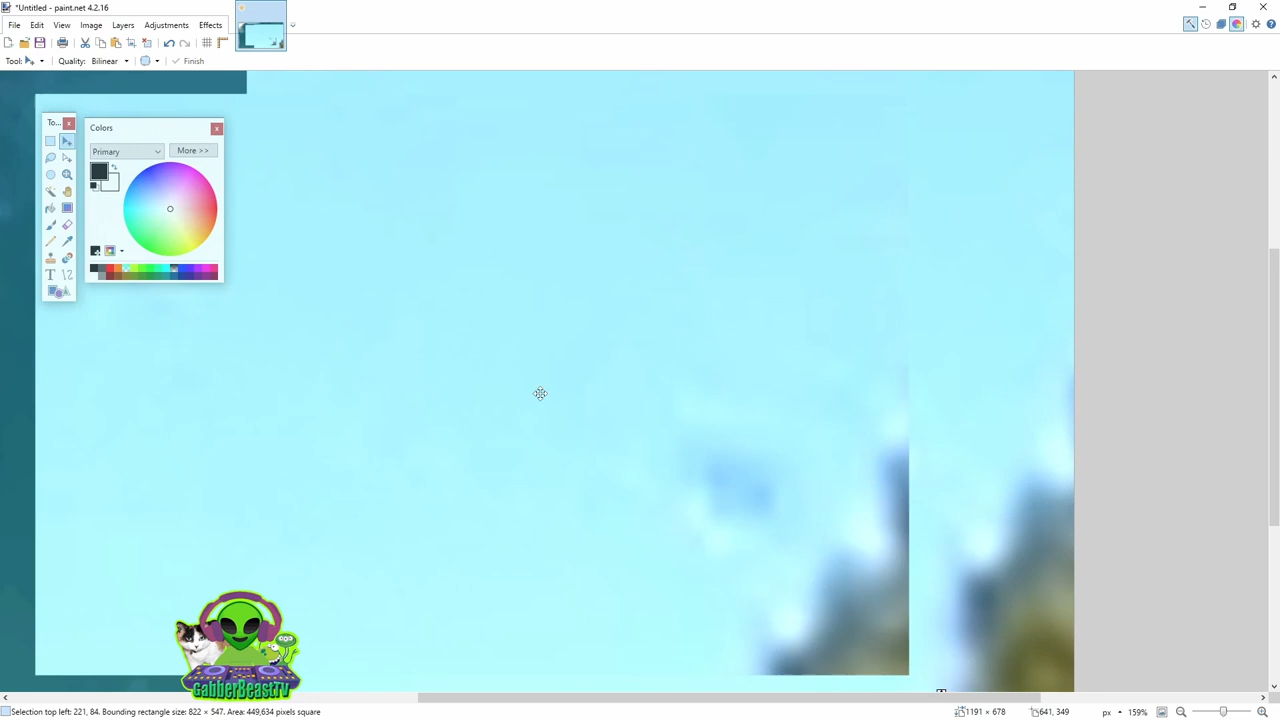 *Untitled - paint.net 4.2.16
File Edit View Image Layers Adjustments Effects
Tool: Quality: Bilinear Finish
To...
Colors
Primary More >>
GabberBeastTV
Selection top left: 221, 84. Bounding rectangle size: 822 × 547. Area: 449,634 pixels square
1191 × 678
641, 349
px
159%